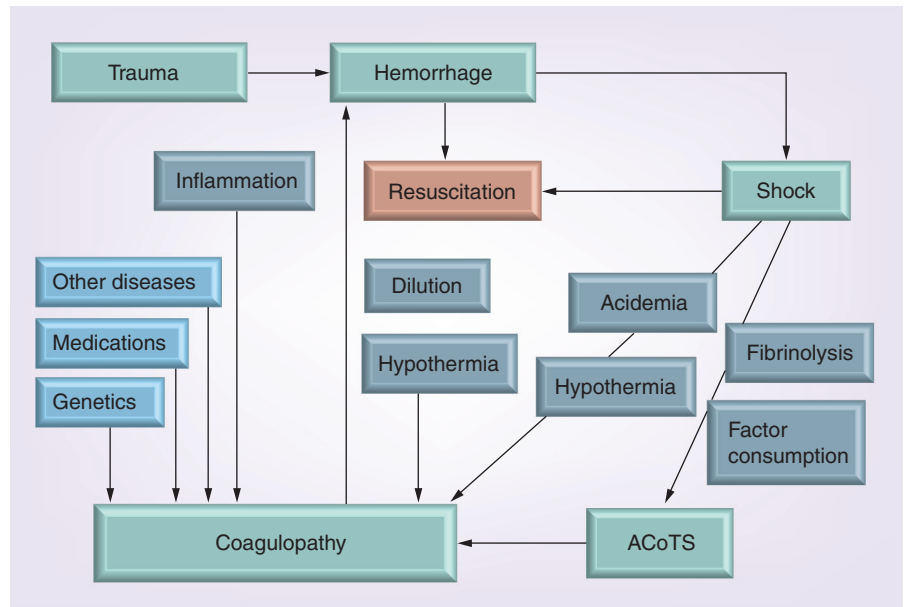 Trauma
Hemorrhage
Inflammation
Resuscitation
Shock
Other diseases
Dilution
Acidemia
Medications
Hypothermia
Fibrinolysis
Hypothermia
Genetics
Factor
consumption
Coagulopathy
ACoTS